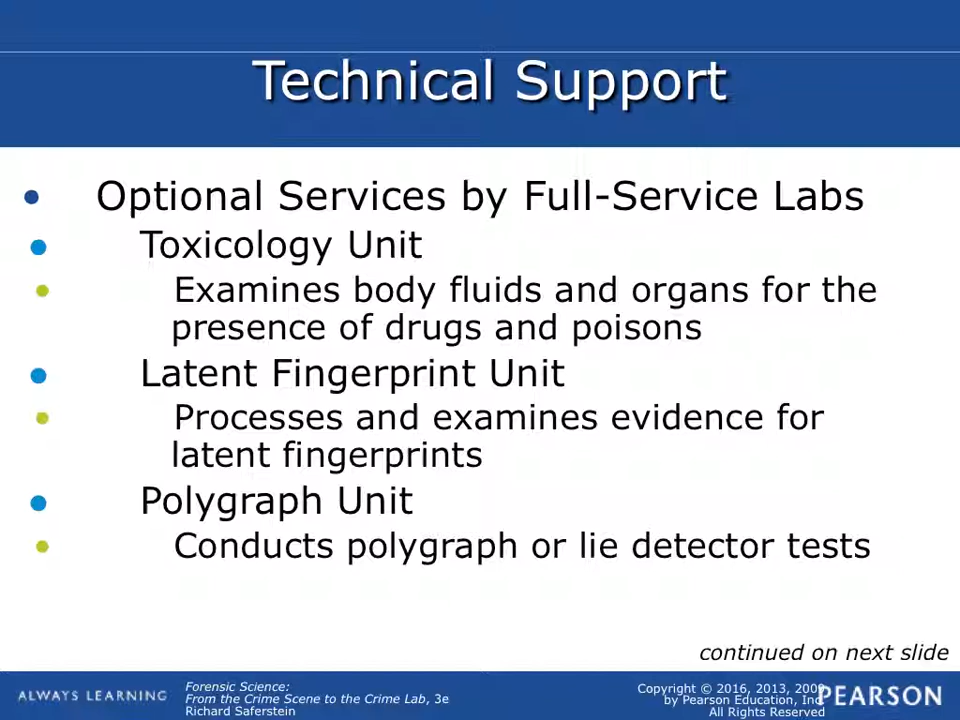 Technical Support
• Optional Services by Full-Service Labs
• Toxicology Unit
• Examines body fluids and organs for the
presence of drugs and poisons
• Latent Fingerprint Unit
• Processes and examines evidence for
latent fingerprints
• Polygraph Unit
• Conducts polygraph or lie detector tests
continued on next slide
ALWAYS LEARNING
Forensic Science:
From the Crime Scene to the Crime Lab, 3e
Richard Saferstein
Copyright © 2016, 2013, 2009
by Pearson Education, Inc.
All Rights Reserved
PEARSON